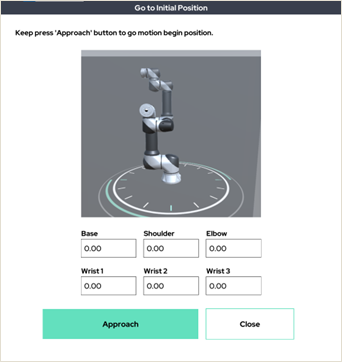 Go to Initial Position
Keep press 'Approach' button to go motion begin position.
Base Shoulder Elbow
0.00 0.00 0.00
Wrist 1 Wrist 2 Wrist 3
0.00 0.00 0.00
Approach Close